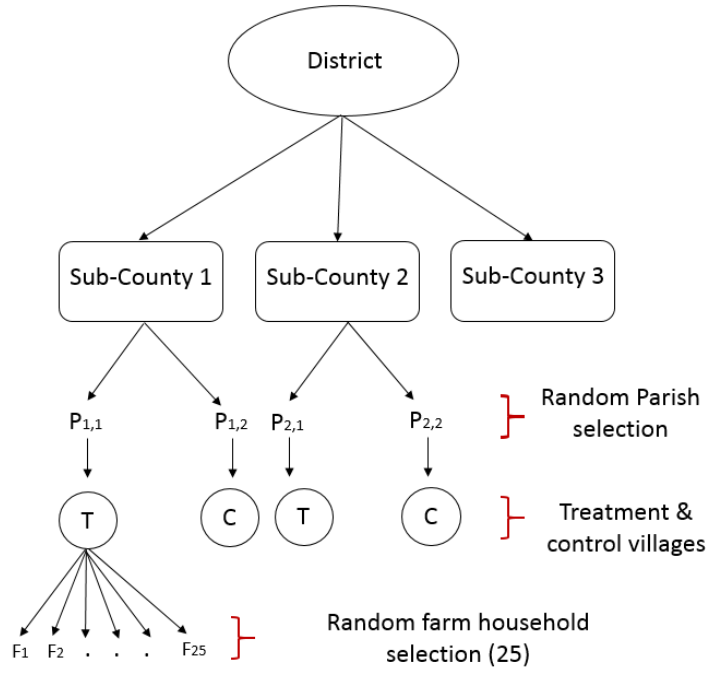 District
Sub-County 1
Sub-County 2
Sub-County 3
P1,1
P1,2
P2,1
P2,2
Random Parish
selection
T
C
T
C
Treatment &
control villages
F1 F2 . . . F25
Random farm household
selection (25)